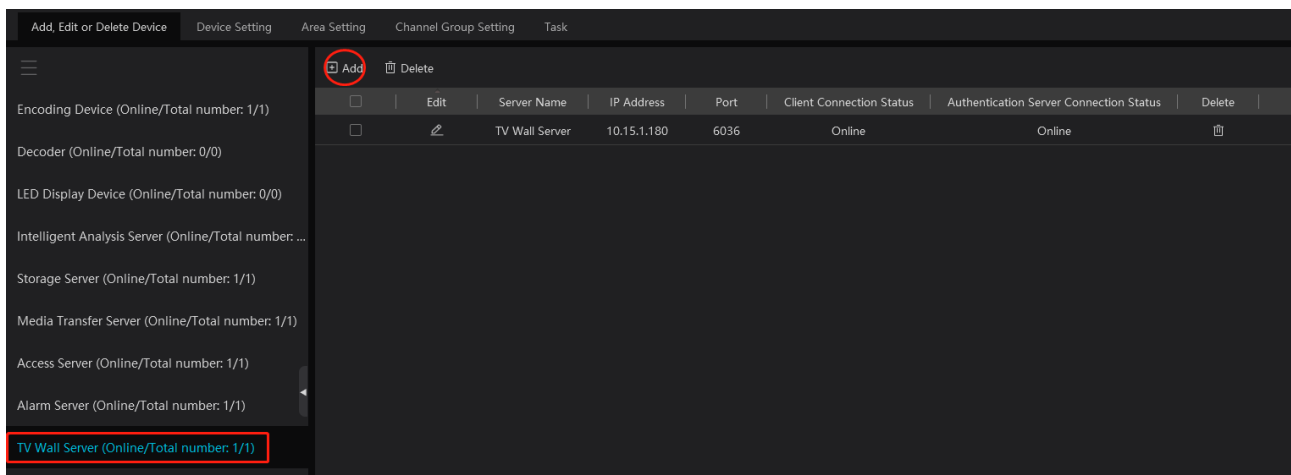 Add, Edit or Delete Device Device Setting Area Setting Channel Group Setting Task
Add Delete
Edit Server Name IP Address Port Client Connection Status Authentication Server Connection Status Delete
TV Wall Server 10.15.1.180 6036 Online Online
Encoding Device (Online/Total number: 1/1)
Decoder (Online/Total number: 0/0)
LED Display Device (Online/Total number: 0/0)
Intelligent Analysis Server (Online/Total number: ...
Storage Server (Online/Total number: 1/1)
Media Transfer Server (Online/Total number: 1/1)
Access Server (Online/Total number: 1/1)
Alarm Server (Online/Total number: 1/1)
TV Wall Server (Online/Total number: 1/1)